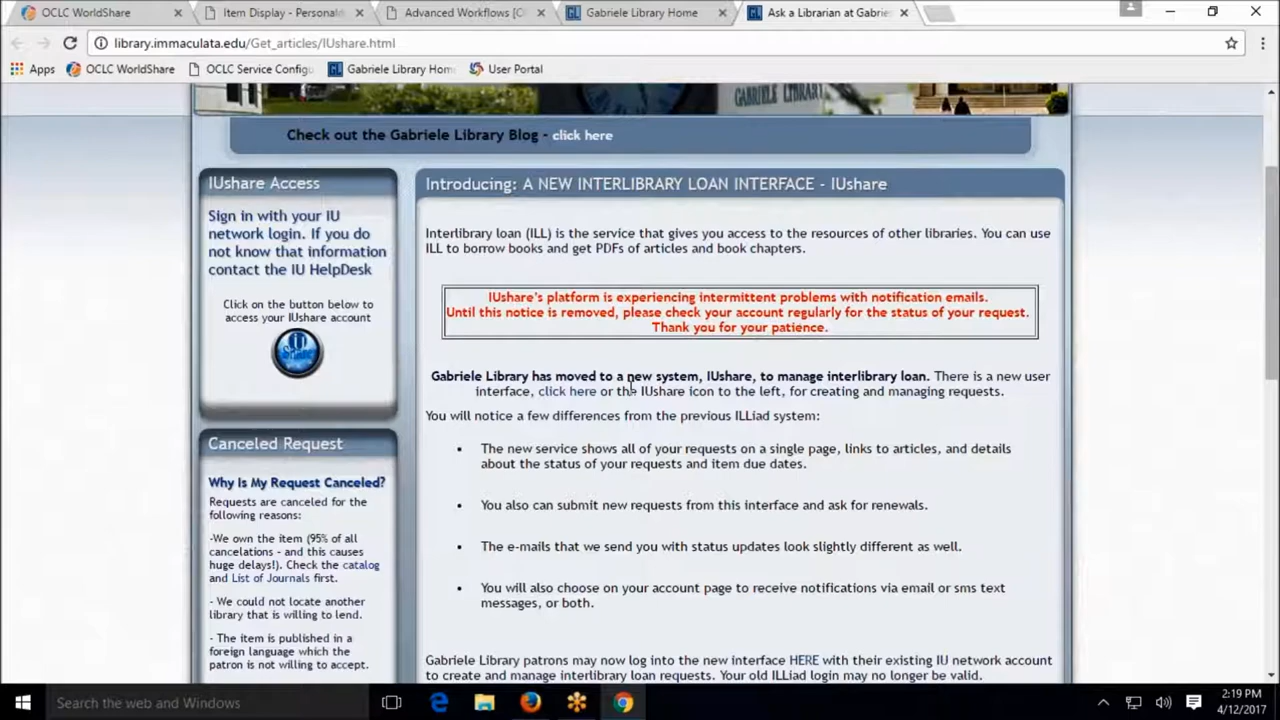 OCLC WorldShare
Item Display - Personal
Advanced Workflows [O
Gabriele Library Home
Ask a Librarian at Gabrie
library.immaculata.edu/Get_articles/IUshare.html
Apps
OCLC WorldShare
OCLC Service Configu
Gabriele Library Hom
User Portal
GABRIELE LIBRARY
Check out the Gabriele Library Blog - click here
IUshare Access
Sign in with your IU
network login. If you do
not know that information
contact the IU HelpDesk
Click on the button below to
access your IUshare account
IU
Share
Canceled Request
Why Is My Request Canceled?
Requests are canceled for the
following reasons:
-We own the item (95% of all
cancelations - and this causes
huge delays!). Check the catalog
and List of Journals first.
- We could not locate another
library that is willing to lend.
- The item is published in a
foreign language which the
patron is not willing to accept.
Introducing: A NEW INTERLIBRARY LOAN INTERFACE - IUshare
Interlibrary loan (ILL) is the service that gives you access to the resources of other libraries. You can use
ILL to borrow books and get PDFs of articles and book chapters.
IUshare's platform is experiencing intermittent problems with notification emails.
Until this notice is removed, please check your account regularly for the status of your request.
Thank you for your patience.
Gabriele Library has moved to a new system, IUshare, to manage interlibrary loan. There is a new user
interface, click here or the IUshare icon to the left, for creating and managing requests.
You will notice a few differences from the previous ILLiad system:
• The new service shows all of your requests on a single page, links to articles, and details
about the status of your requests and item due dates.
• You also can submit new requests from this interface and ask for renewals.
• The e-mails that we send you with status updates look slightly different as well.
• You will also choose on your account page to receive notifications via email or sms text
messages, or both.
Gabriele Library patrons may now log into the new interface HERE with their existing IU network account
to create and manage interlibrary loan requests. Your old ILLiad login may no longer be valid.
Search the web and Windows
2:19 PM
4/12/2017